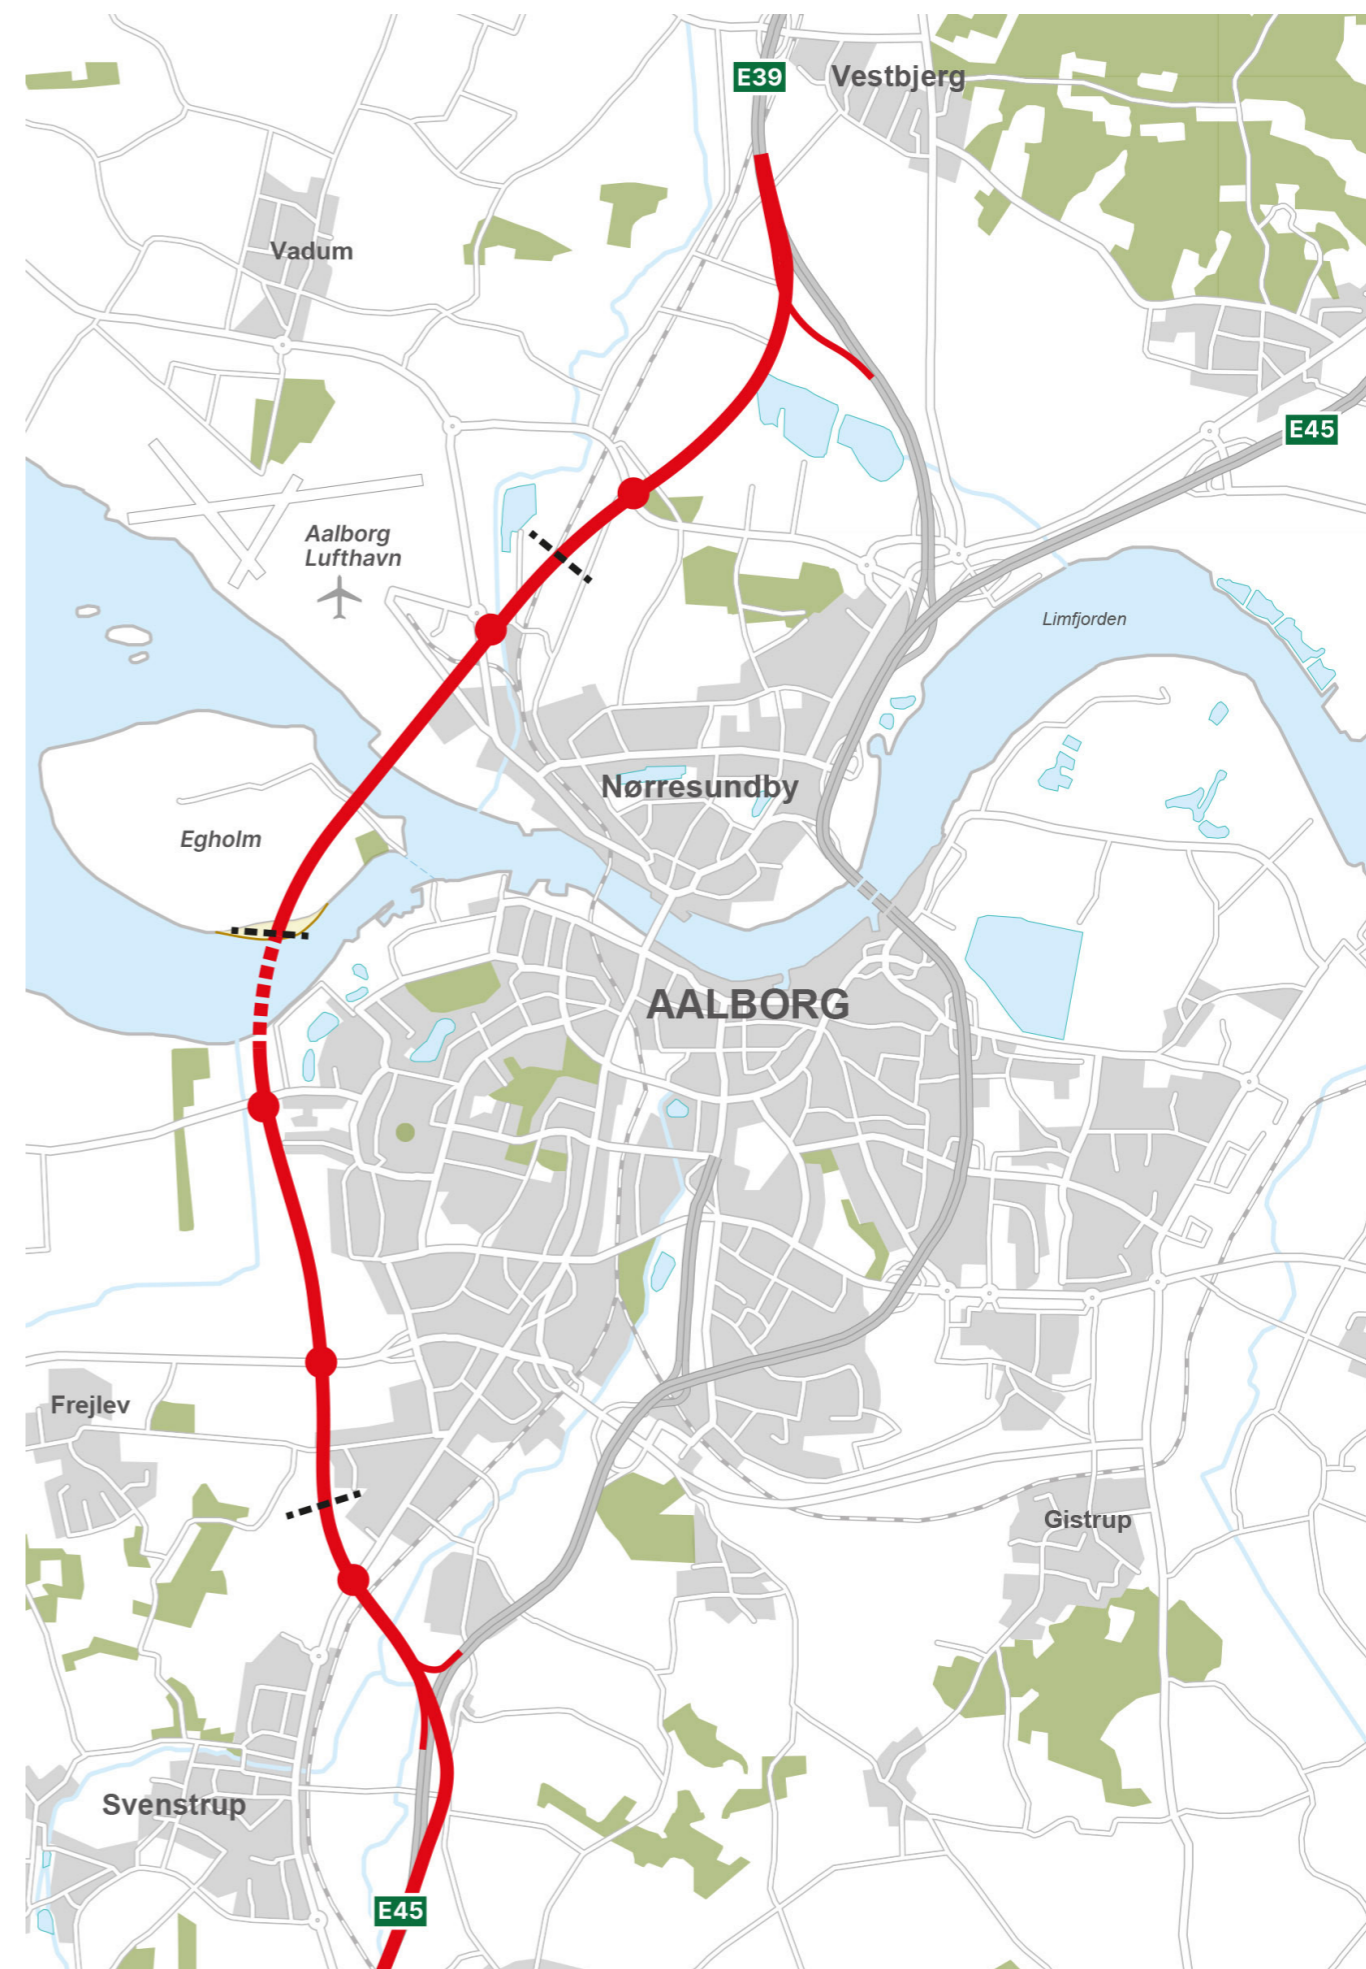 E39
Vestbjerg
Vadum
E45
Aalborg
Lufthavn
Limfjorden
Nørresundby
Egholm
AALBORG
Frejlev
Gistrup
Svenstrup
E45